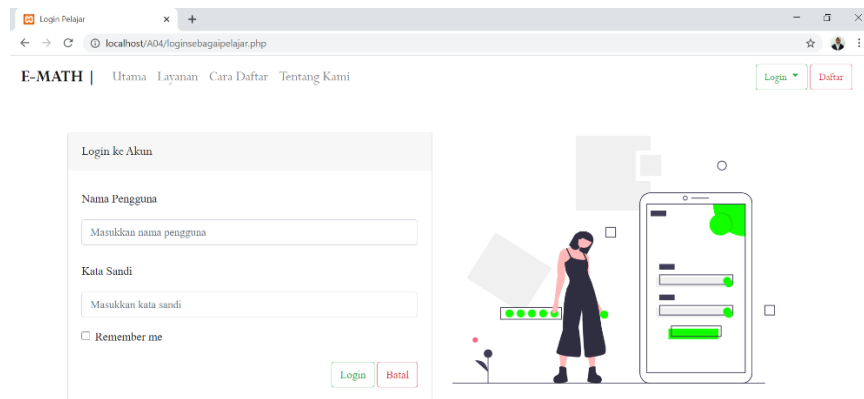 Login Pelajar
localhost/A04/loginsebagaipelajar.php
E-MATH | Utama Layanan Cara Daftar Tentang Kami Login Daftar
Login ke Akun
Nama Pengguna
Masukkan nama pengguna
Kata Sandi
Masukkan kata sandi
Remember me
Login Batal